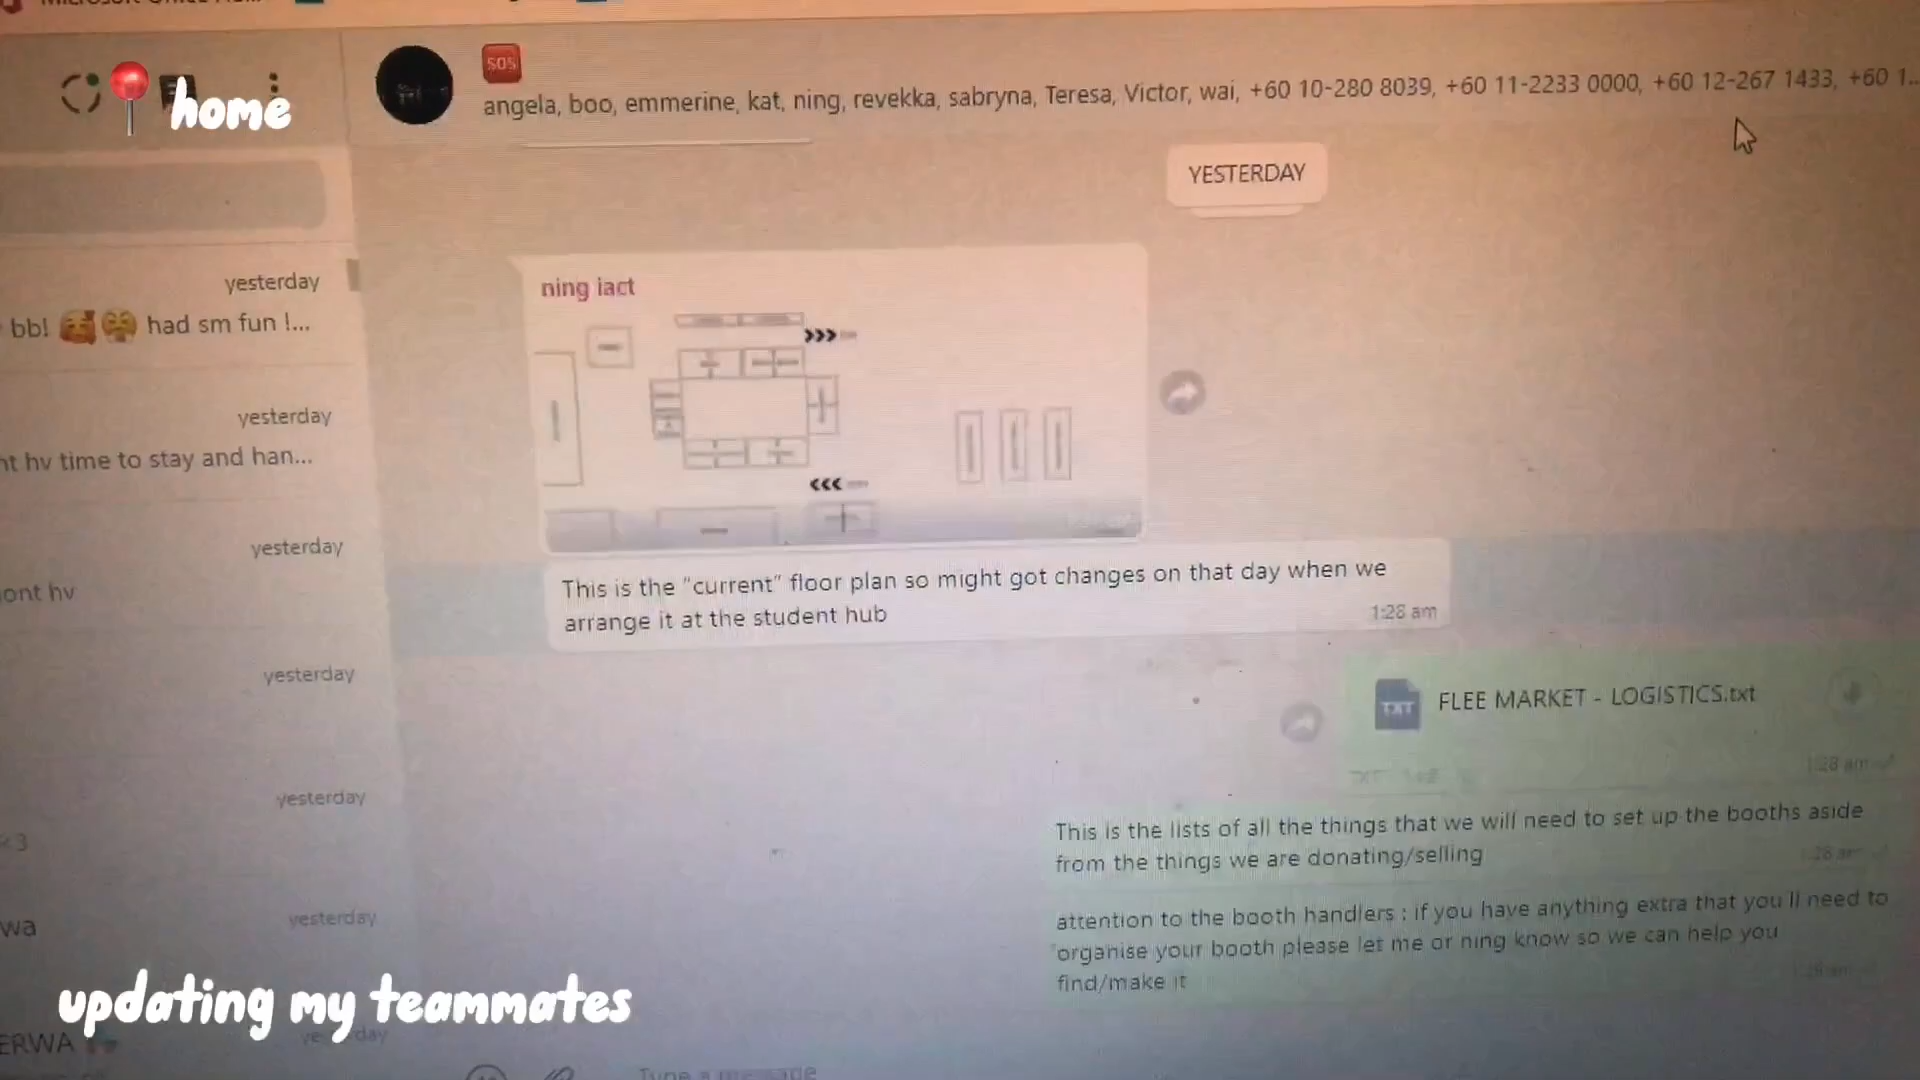 home
SOS
angela, boo, emmerine, kat, ning, revekka, sabryna, Teresa, Victor, wai, +60 10-280 8039, +60 11-2233 0000, +60 12-267 1433, +60 1...
YESTERDAY
yesterday
bb! 🥰 had sm fun !...
yesterday
hv time to stay and han...
yesterday
hv
yesterday
yesterday
yesterday
ning iact
>>>
<<<
This is the "current" floor plan so might got changes on that day when we
arrange it at the student hub
1:28 am
TXT
FLEE MARKET - LOGISTICS.txt
1:28 am
This is the lists of all the things that we will need to set up the booths aside
from the things we are donating/selling
attention to the booth handlers : if you have anything extra that you ll need to
organise your booth please let me or ning know so we can help you
find/make it
updating my teammates
yesterday
Type a message